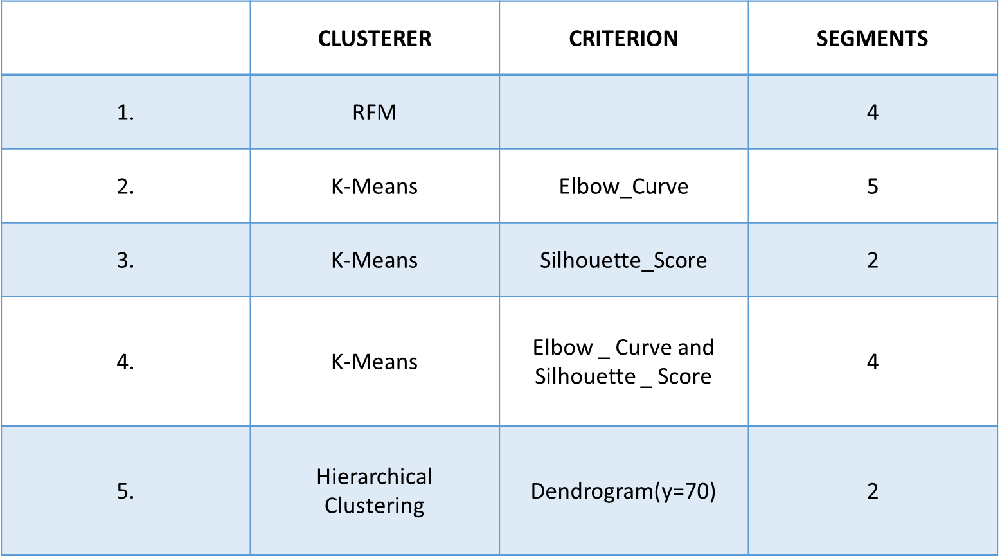 CLUSTERER CRITERION SEGMENTS
1. RFM 4
2. K-Means Elbow_Curve 5
3. K-Means Silhouette_Score 2
4. K-Means Elbow _ Curve and
Silhouette _ Score 4
5. Hierarchical
Clustering Dendrogram(y=70) 2